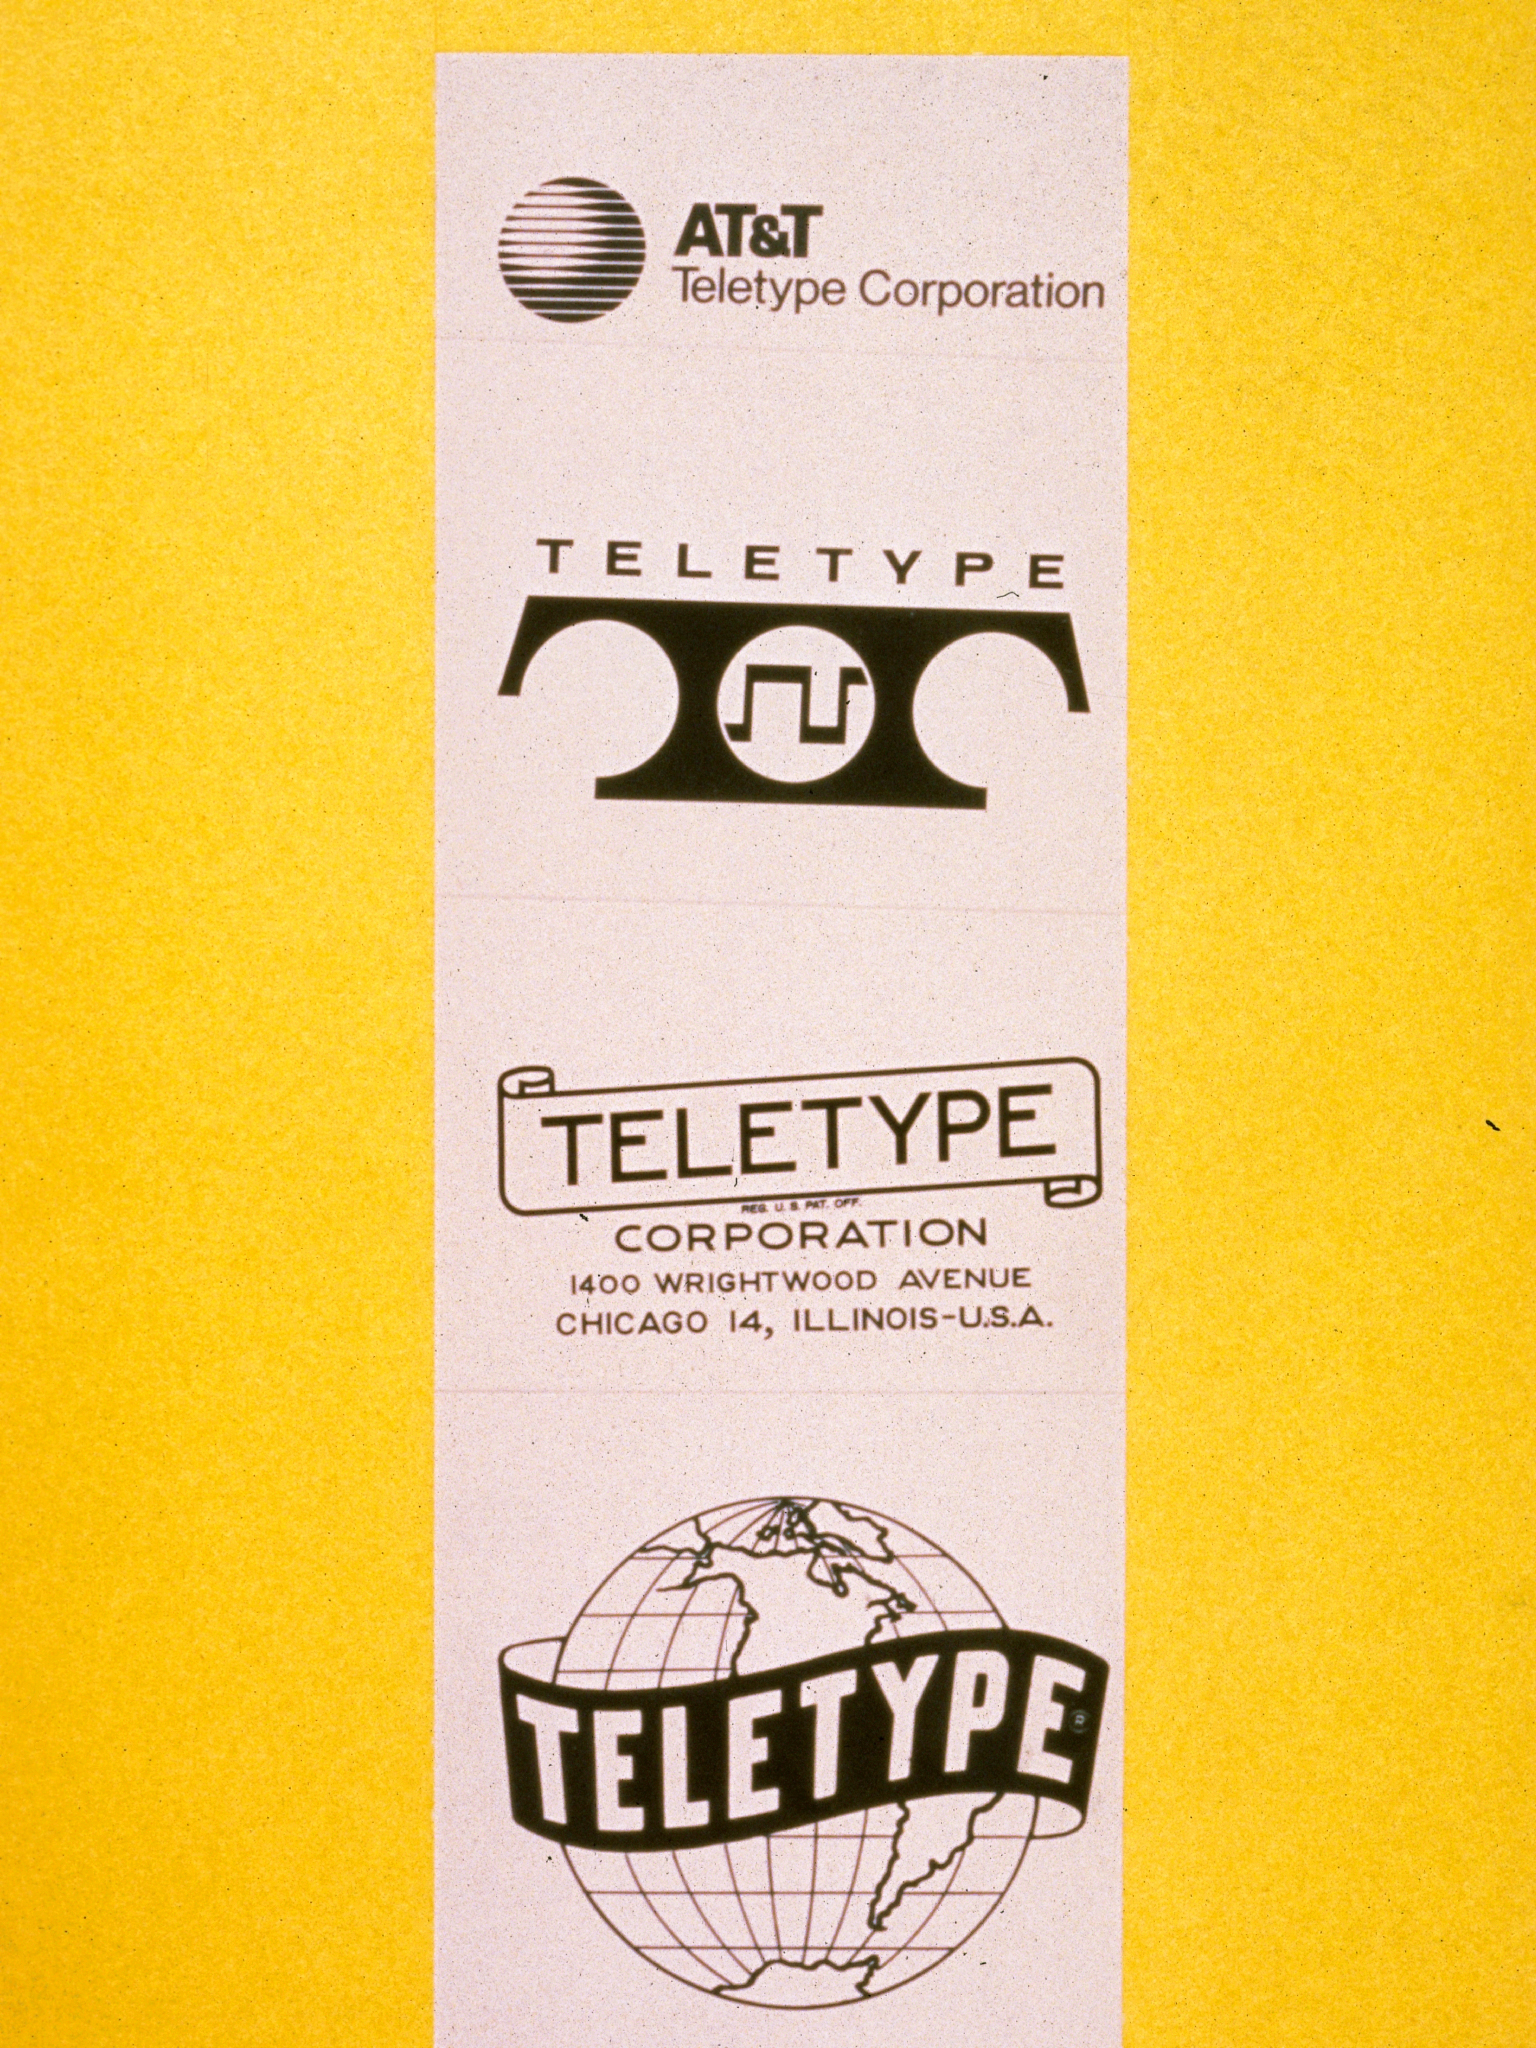 AT&T
Teletype Corporation
TELETYPE
TELETYPE
REG. U. S. PAT. OFF.
CORPORATION
1400 WRIGHTWOOD AVENUE
CHICAGO 14, ILLINOIS-U.S.A.
TELETYPE®